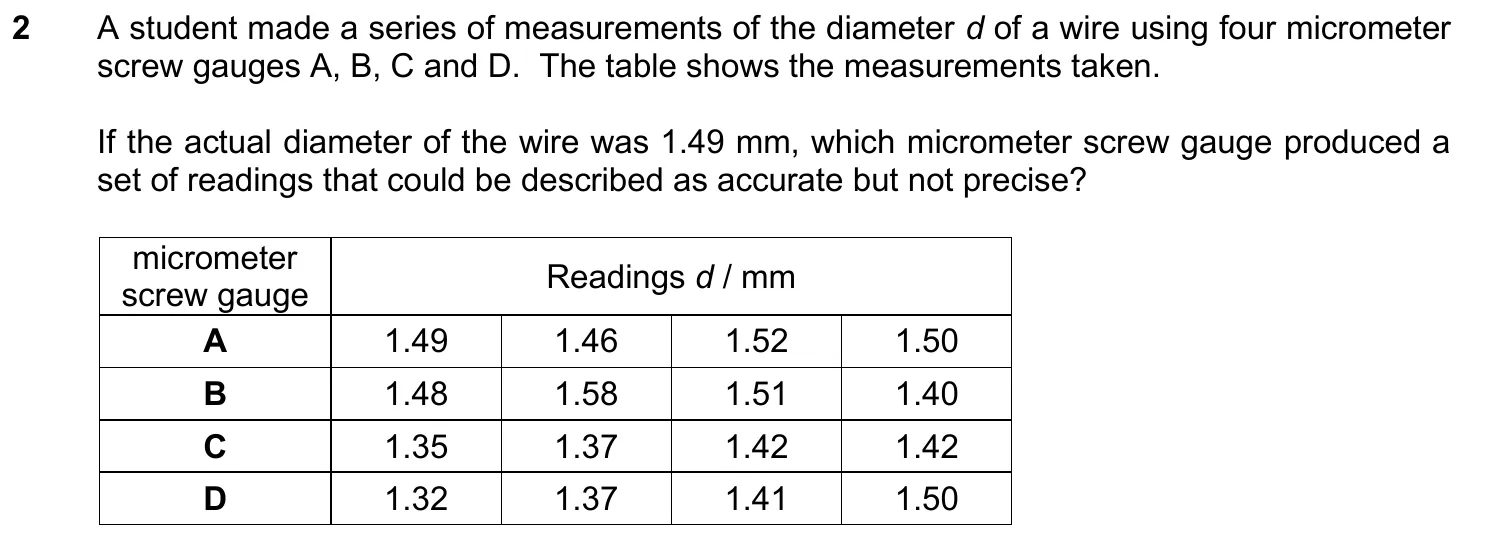 2 A student made a series of measurements of the diameter d of a wire using four micrometer
screw gauges A, B, C and D. The table shows the measurements taken.
If the actual diameter of the wire was 1.49 mm, which micrometer screw gauge produced a
set of readings that could be described as accurate but not precise?
micrometer
screw gauge
Readings d / mm
A 1.49 1.46 1.52 1.50
B 1.48 1.58 1.51 1.40
C 1.35 1.37 1.42 1.42
D 1.32 1.37 1.41 1.50